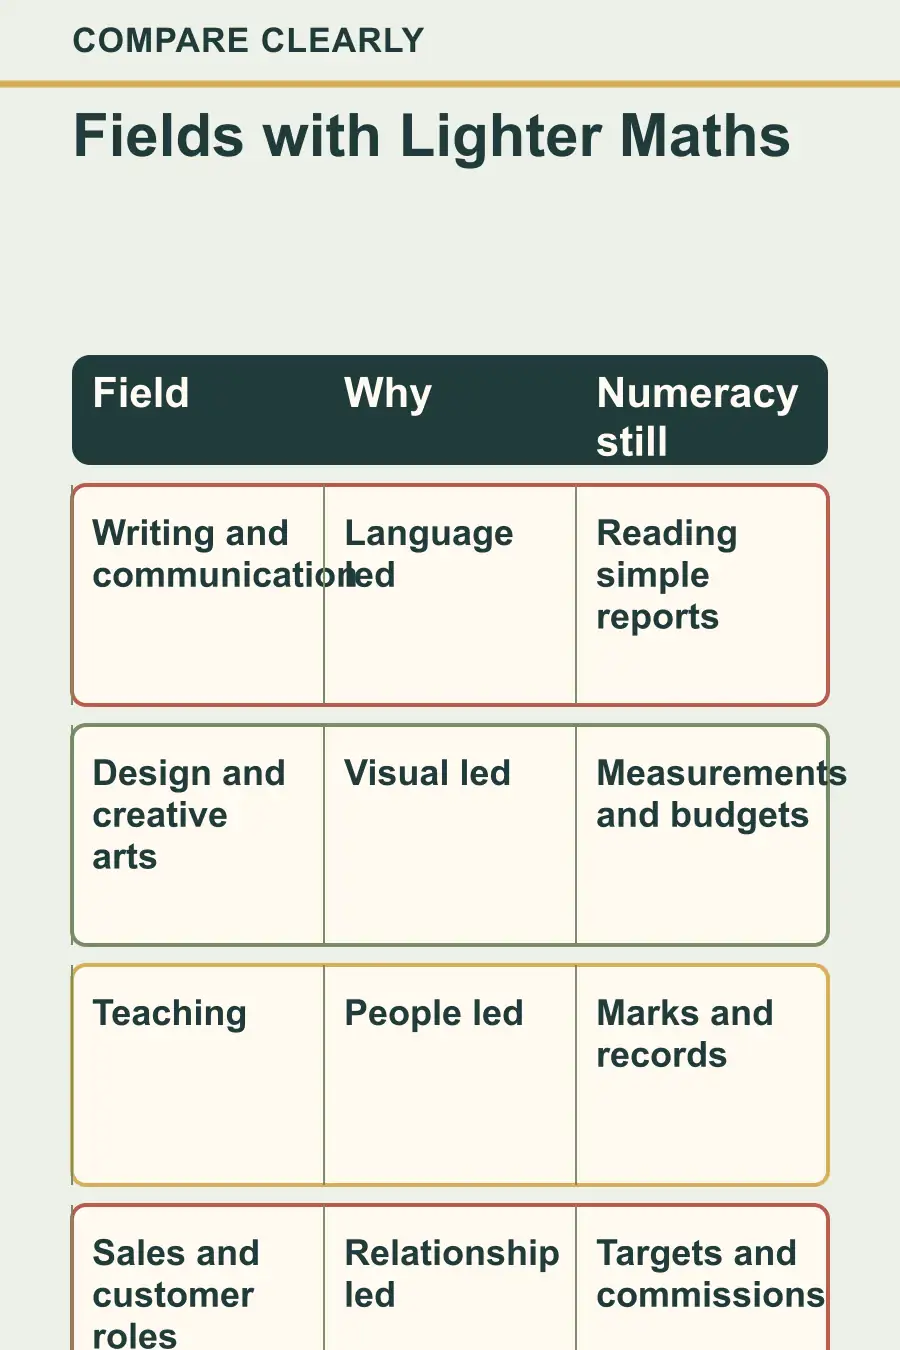 COMPARE CLEARLY
Fields with Lighter Maths
Field
Why
Numeracy
still
Writing and
communication
Language
led
Reading
simple
reports
Design and
creative
arts
Visual led
Measurements
and budgets
Teaching
People led
Marks and
records
Sales and
customer
roles
Relationship
led
Targets and
commissions